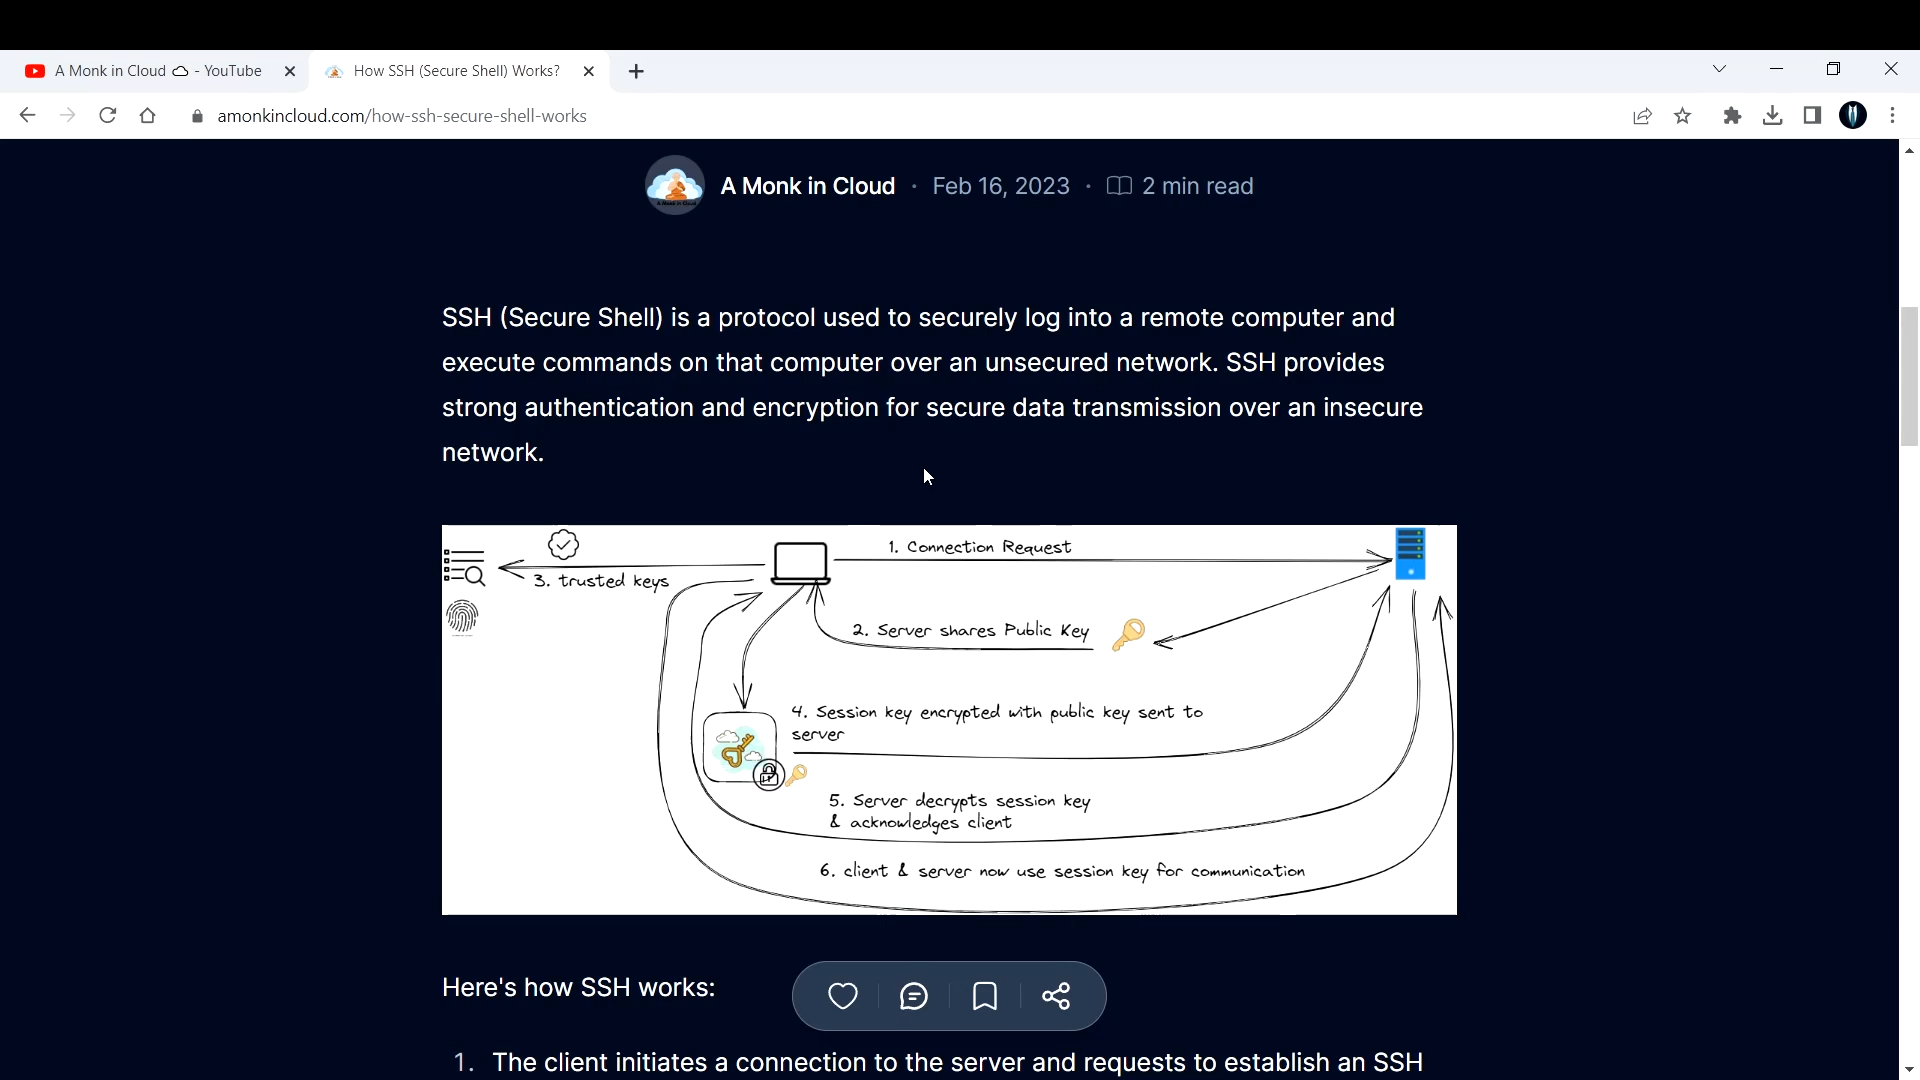 A Monk in Cloud - YouTube
How SSH (Secure Shell) Works?
amonkincloud.com/how-ssh-secure-shell-works
A Monk in Cloud · Feb 16, 2023 · 2 min read
SSH (Secure Shell) is a protocol used to securely log into a remote computer and
execute commands on that computer over an unsecured network. SSH provides
strong authentication and encryption for secure data transmission over an insecure
network.
1. Connection Request
3. trusted keys
2. Server shares Public Key
4. Session key encrypted with public key sent to
server
5. Server decrypts session key
& acknowledges client
6. client & server now use session key for communication
Here's how SSH works:
1. The client initiates a connection to the server and requests to establish an SSH